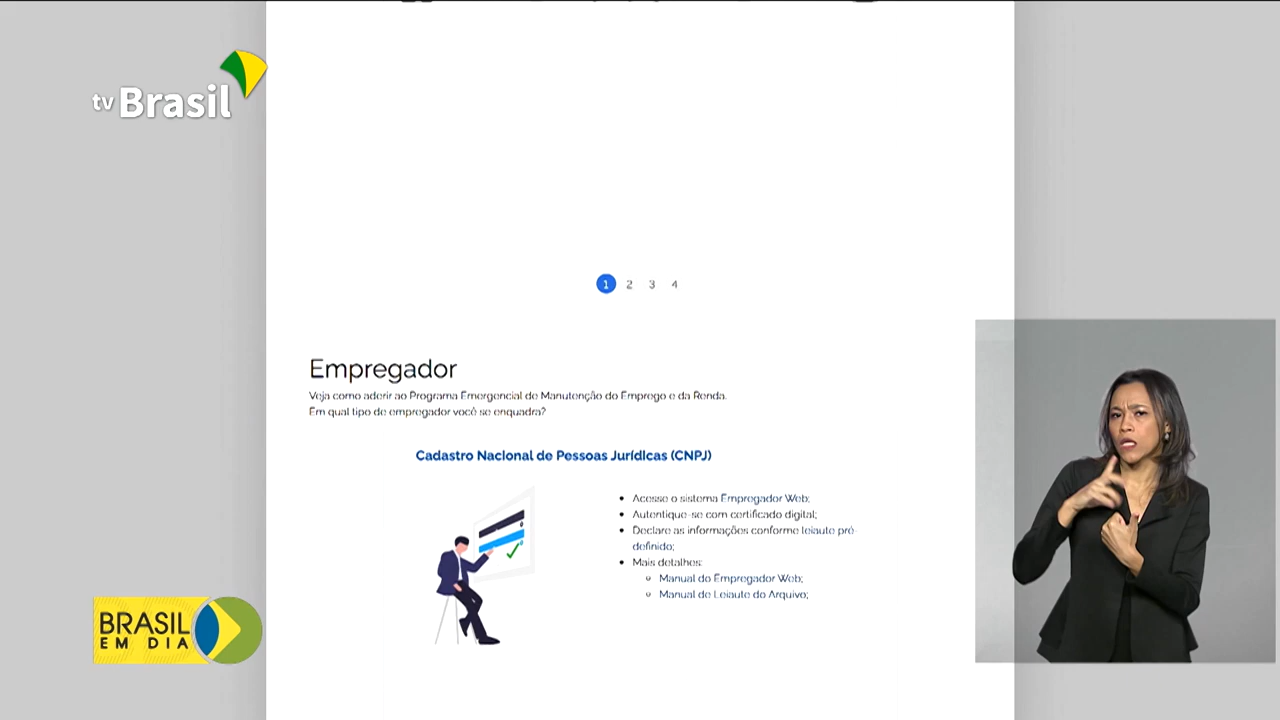 tv Brasil
1 2 3 4
Empregador
Veja como aderir ao Programa Emergencial de Manutenção do Emprego e da Renda.
Em qual tipo de empregador você se enquadra?
Cadastro Nacional de Pessoas Jurídicas (CNPJ)
Acesse o sistema Empregador Web;
Autentique-se com certificado digital;
Declare as informações conforme leiaute pré-
definido;
Mais detalhes:
Manual do Empregador Web;
Manual de Leiaute do Arquivo;
BRASIL
EM DIA